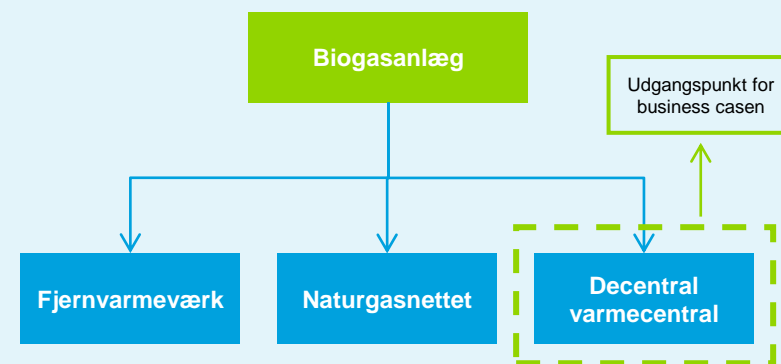 Biogasanlæg
Udgangspunkt for
business casen
Fjernvarmeværk
Naturgasnettet
Decentral
varmecentral